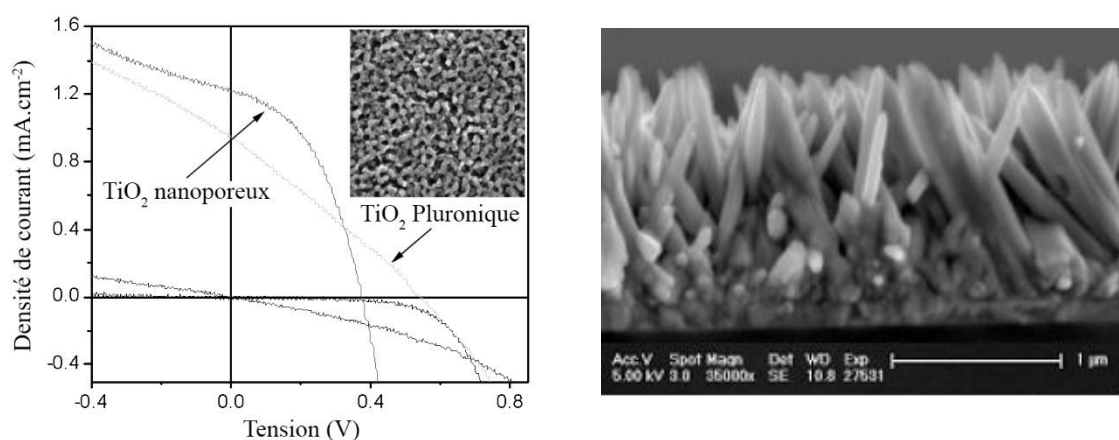 1.6
1.2
0.8
0.4
0.0
-0.4
-0.4
0.0
0.4
0.8
Densité de courant (mA.cm⁻²)
Tension (V)
TiO₂ nanoporeux
TiO₂ Pluronique
Acc.V Spot Magn Det WD Exp
5.00 kV 3.0 35000x SE 10.8 27531
1 µm